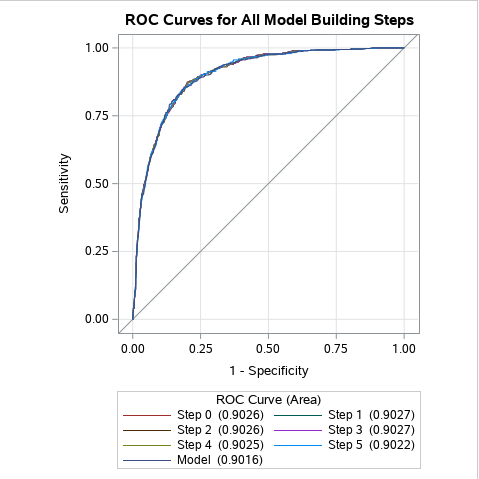 ROC Curves for All Model Building Steps
1.00
0.75
0.50
0.25
0.00
Sensitivity
0.00 0.25 0.50 0.75 1.00
1 - Specificity
ROC Curve (Area)
Step 0 (0.9026) Step 1 (0.9027)
Step 2 (0.9026) Step 3 (0.9027)
Step 4 (0.9025) Step 5 (0.9022)
Model (0.9016)